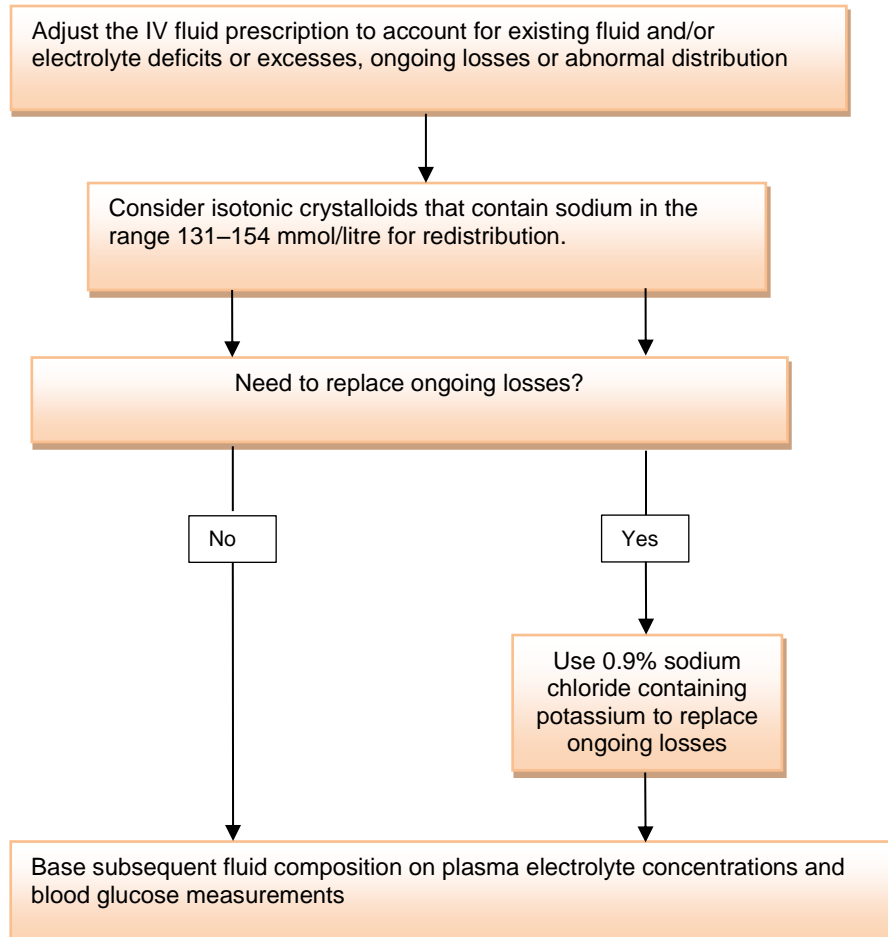 Adjust the IV fluid prescription to account for existing fluid and/or
electrolyte deficits or excesses, ongoing losses or abnormal distribution
Consider isotonic crystalloids that contain sodium in the
range 131–154 mmol/litre for redistribution.
Need to replace ongoing losses?
No
Yes
Use 0.9% sodium
chloride containing
potassium to replace
ongoing losses
Base subsequent fluid composition on plasma electrolyte concentrations and
blood glucose measurements